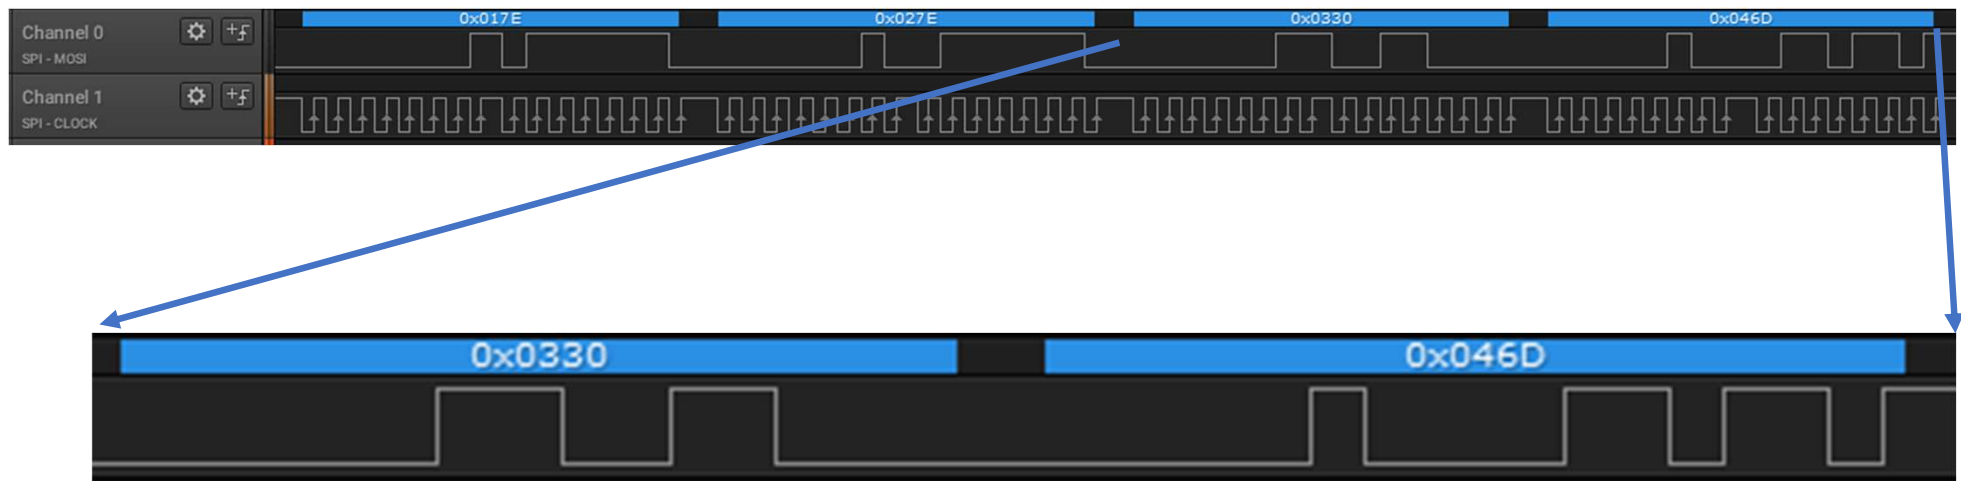 0x017E 0x027E 0x0330 0x046D
Channel 0
SPI - MOSI
Channel 1
SPI - CLOCK
0x0330 0x046D